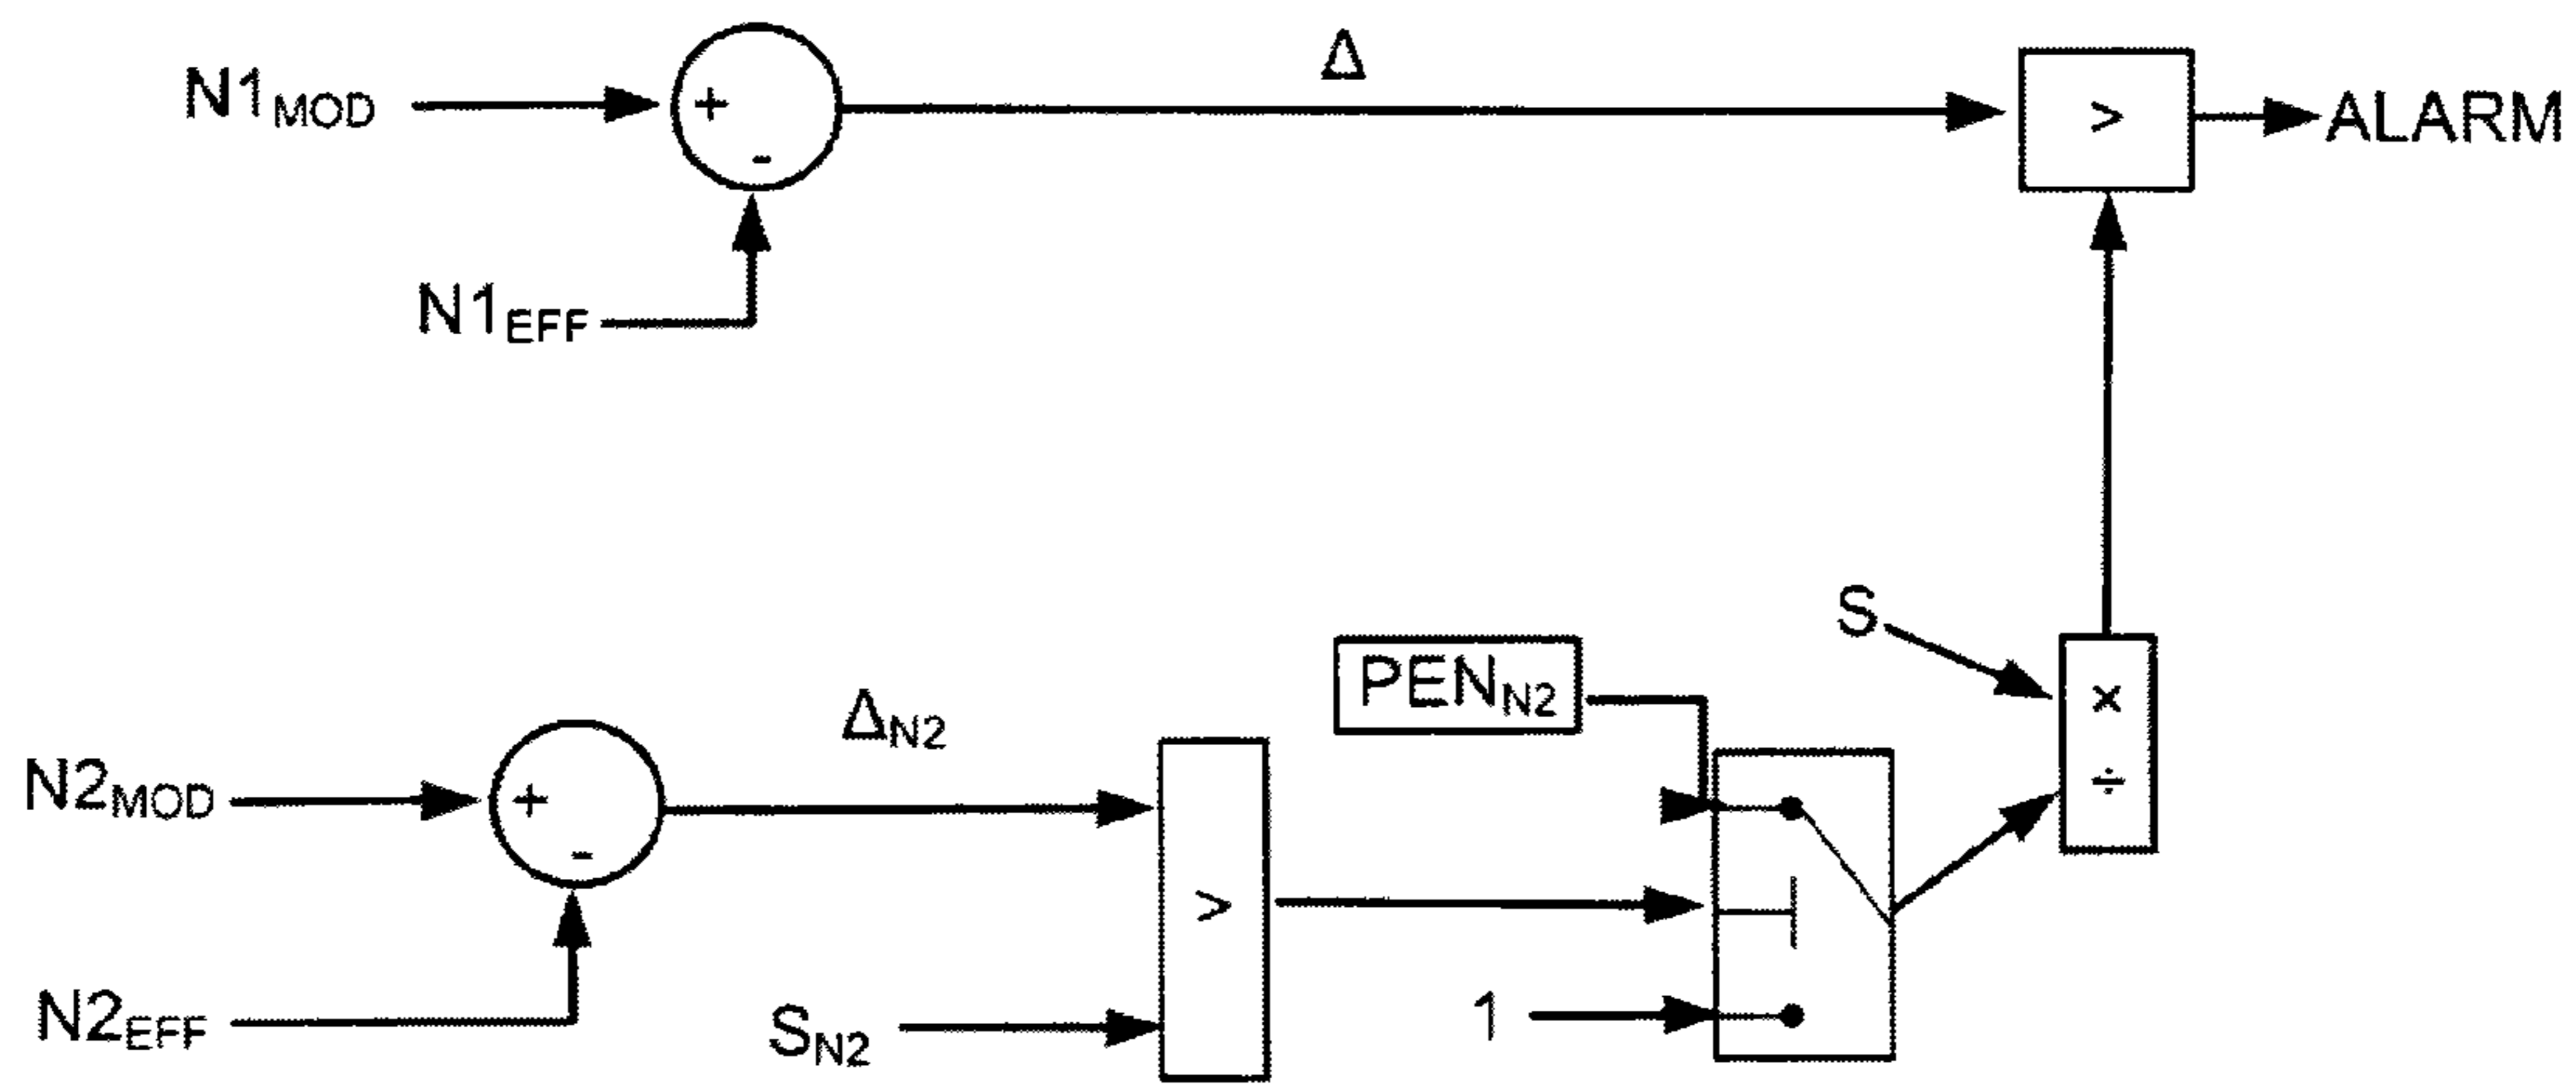 Δ
N1MOD
+
-
>
ALARM
N1EFF
S
PENN2
×
÷
ΔN2
N2MOD
+
-
>
N2EFF
SN2
1